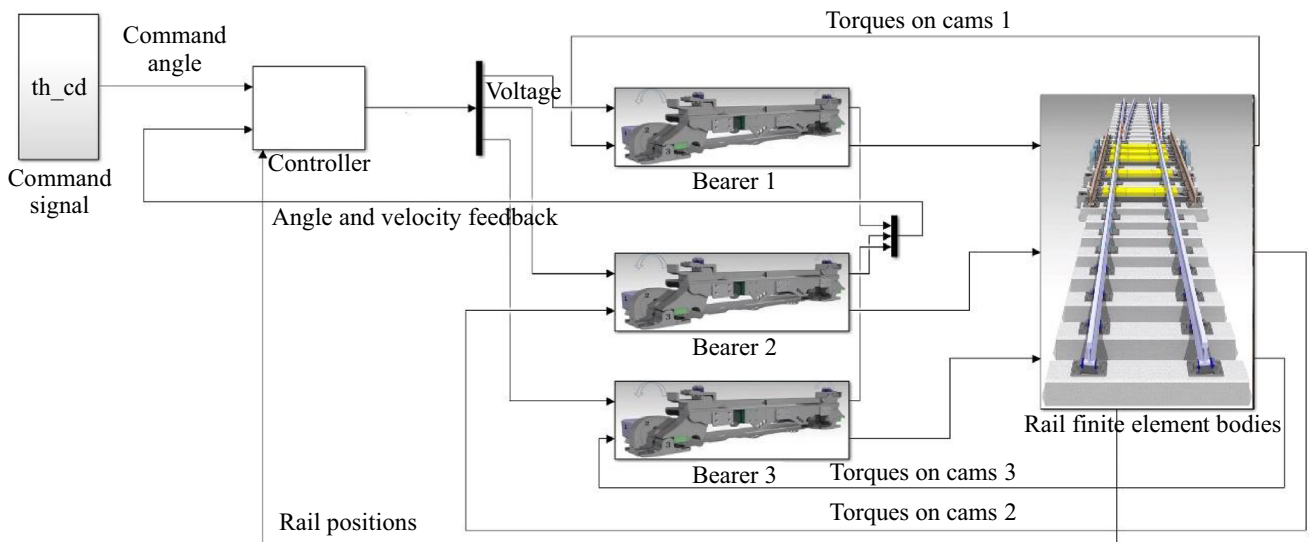 Torques on cams 1
Command
angle
th_cd
Voltage
Controller
Bearer 1
Command
signal
Angle and velocity feedback
Bearer 2
Rail finite element bodies
Bearer 3
Torques on cams 3
Torques on cams 2
Rail positions